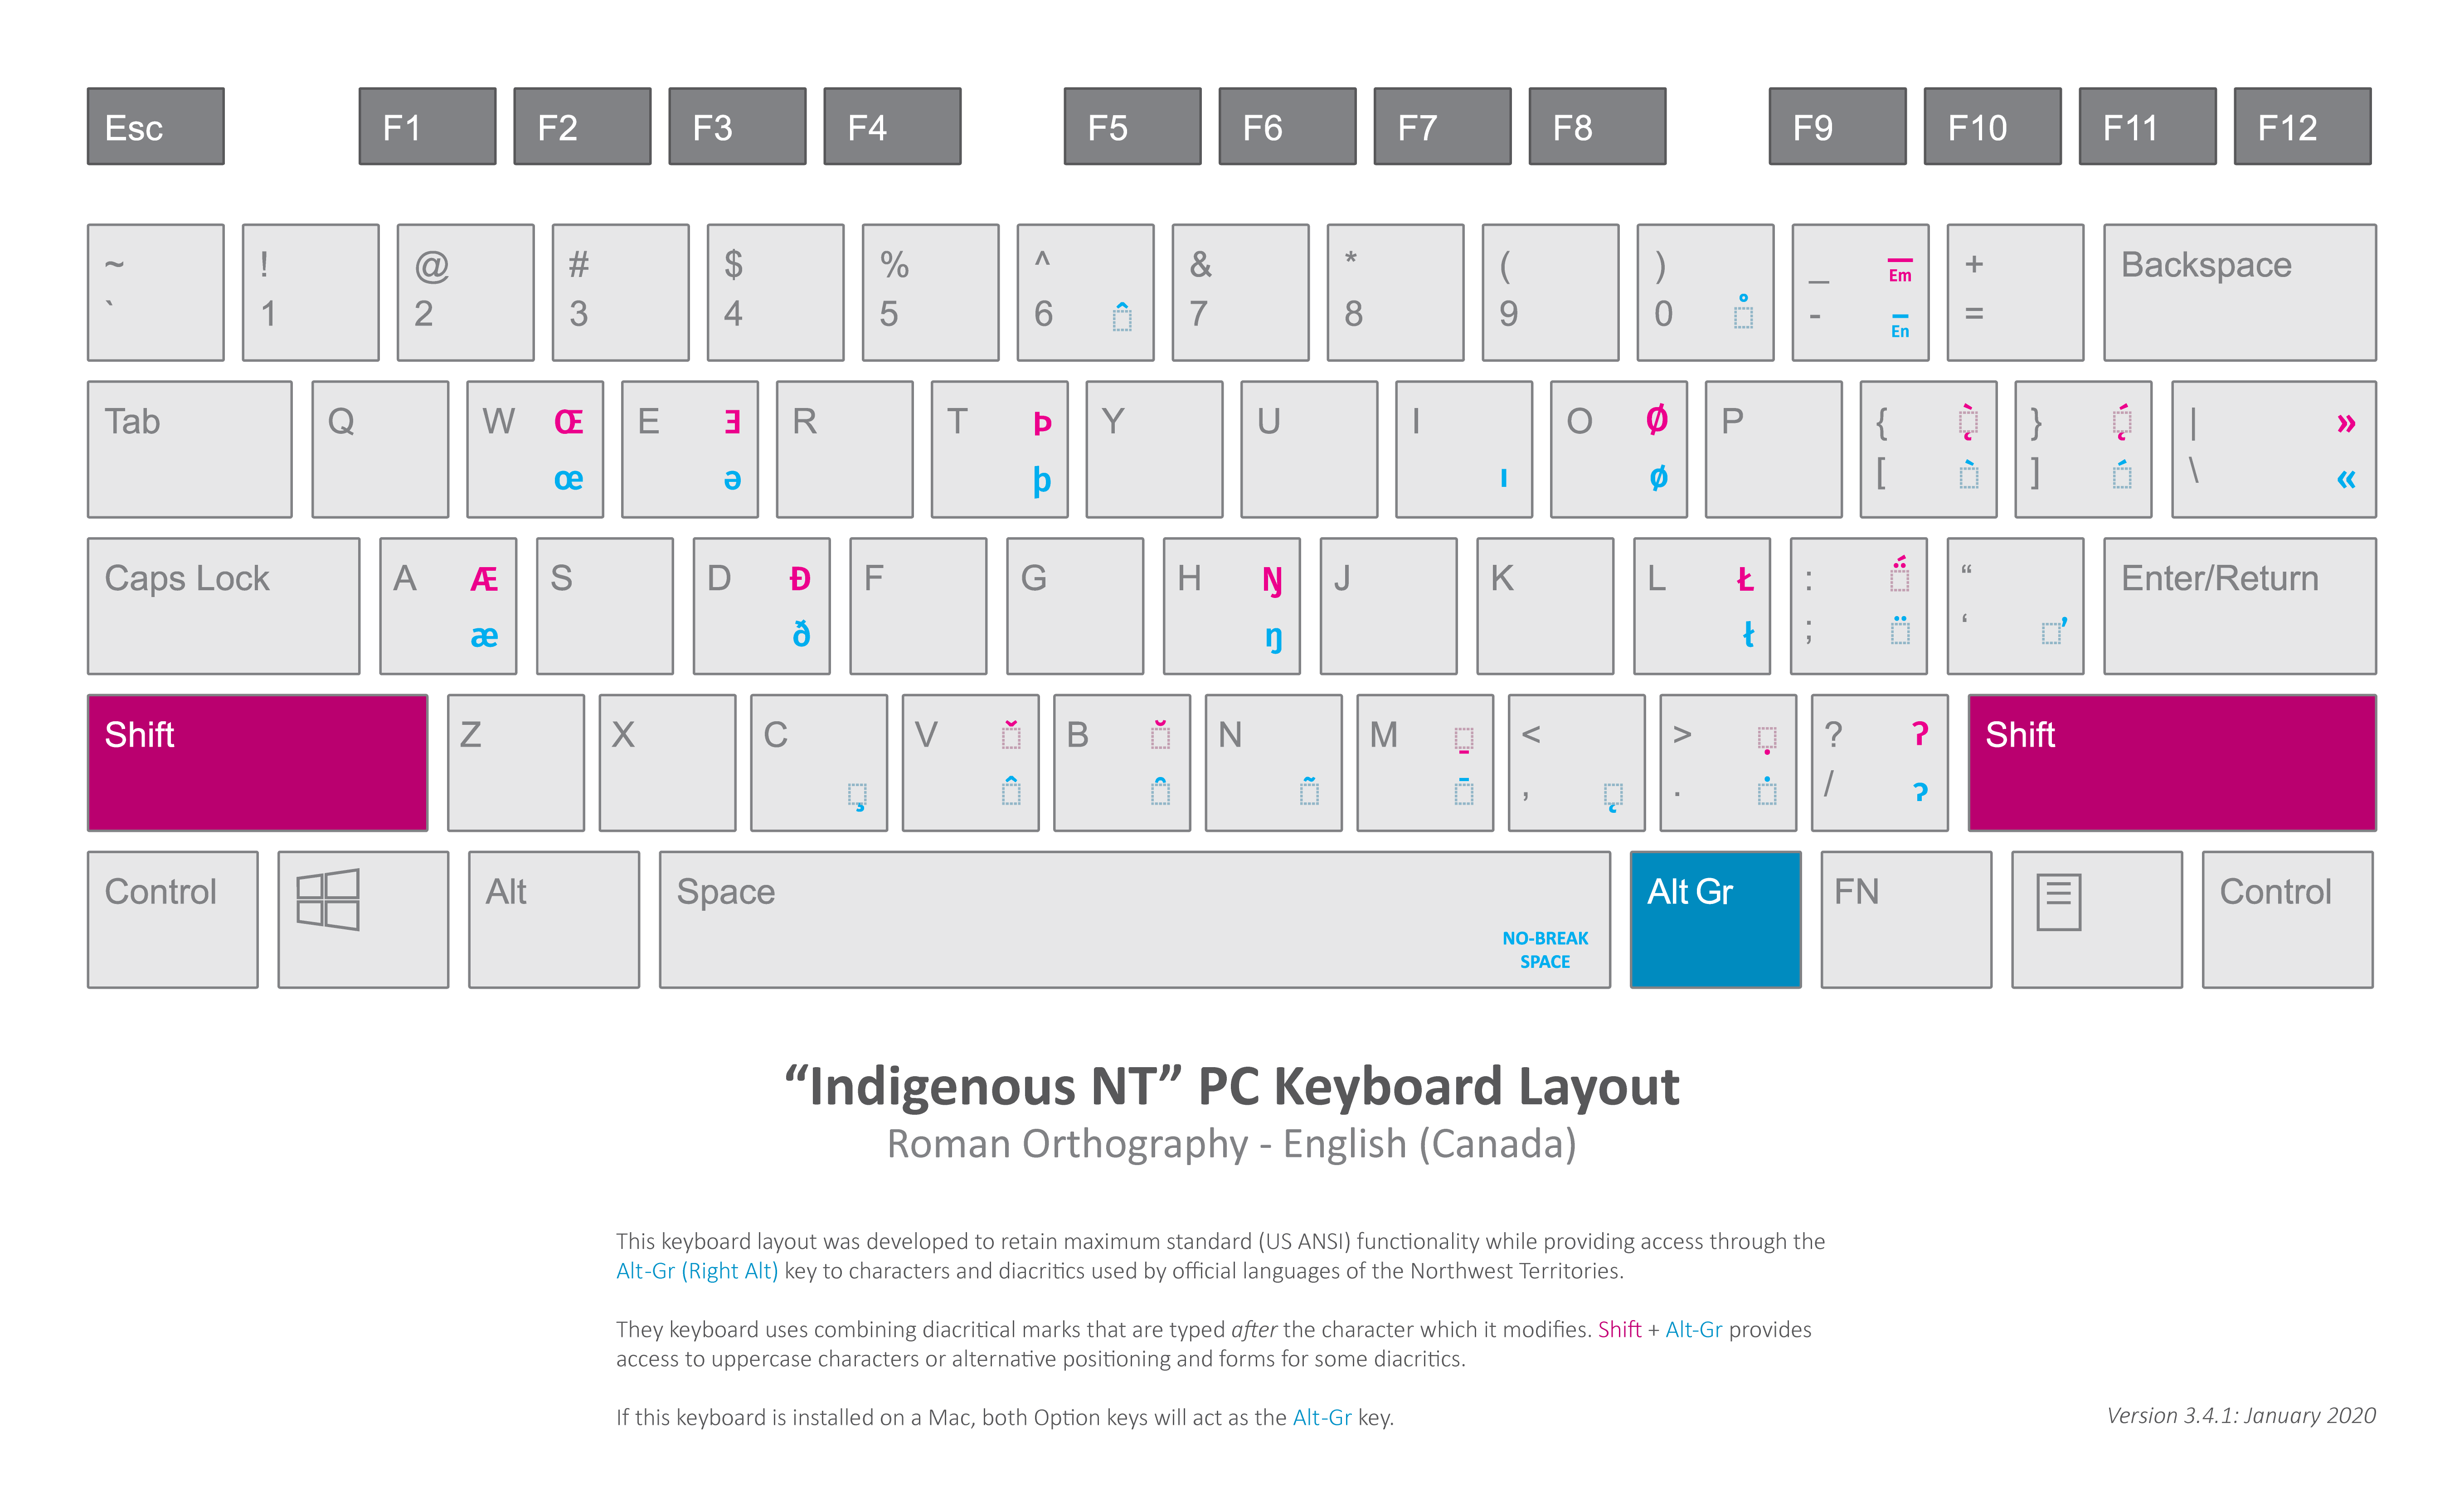 Esc F1 F2 F3 F4 F5 F6 F7 F8 F9 F10 F11 F12
~ ! @ # $ % ^ & * ( ) _ — Em + Backspace
` 1 2 3 4 5 6 ◌̂ 7 8 9 0 ◌̊ - – En =
Tab Q W Œ E Ǝ R T Þ Y U I O Ø P { ◌̨̀ } ◌̨́ | »
œ ǝ þ ı ø [ ◌̀ ] ◌́ \ «
Caps Lock A Æ S D Đ F G H Ŋ J K L Ł : ◌̈́ “ Enter/Return
æ ð ŋ ł ; ◌̈ ‘ ◌̓
Shift Z X C V ◌̌ B ◌̆ N M ◌̱ < > ◌̣ ? ʔ Shift
◌̧ ◌̂ ◌̑ ◌̃ ◌̄ , ◌̨ . ◌̇ / ɂ
Control Alt Space Alt Gr FN Control
NO-BREAK
SPACE
“Indigenous NT” PC Keyboard Layout
Roman Orthography - English (Canada)
This keyboard layout was developed to retain maximum standard (US ANSI) functionality while providing access through the
Alt-Gr (Right Alt) key to characters and diacritics used by official languages of the Northwest Territories.
They keyboard uses combining diacritical marks that are typed after the character which it modifies. Shift + Alt-Gr provides
access to uppercase characters or alternative positioning and forms for some diacritics.
If this keyboard is installed on a Mac, both Option keys will act as the Alt-Gr key.
Version 3.4.1: January 2020